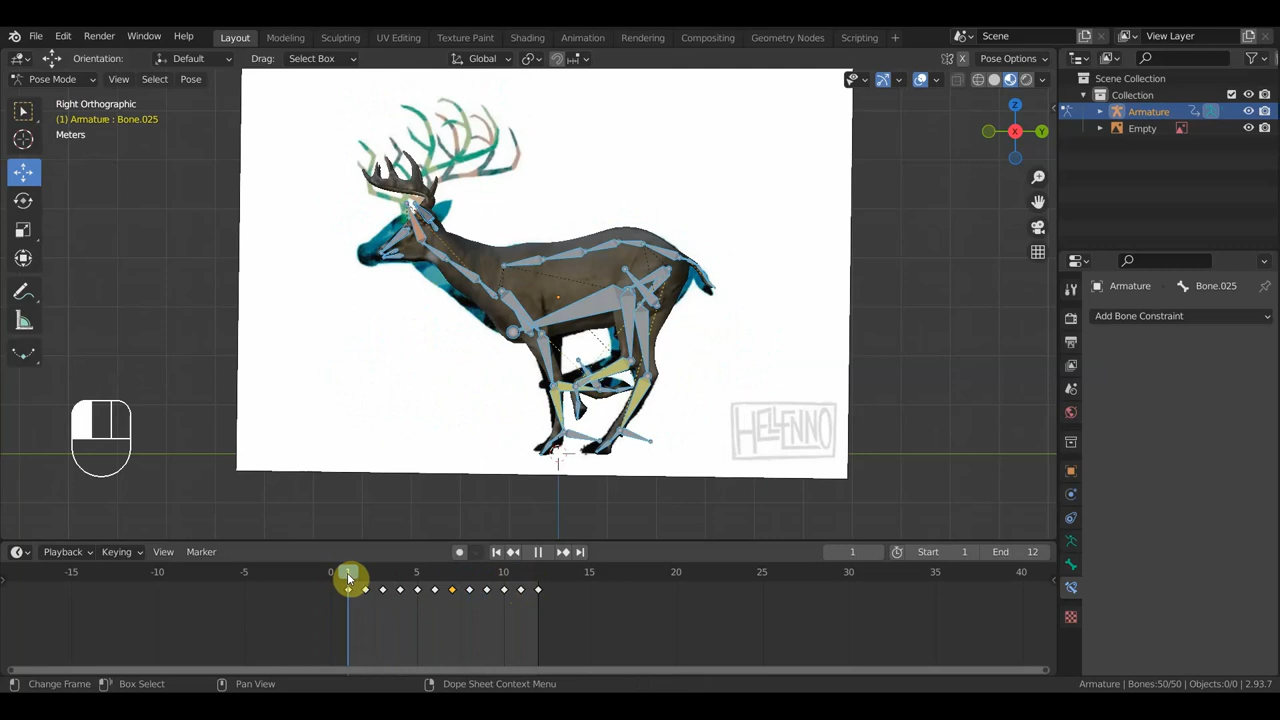 File Edit Render Window Help Layout Modeling Sculpting UV Editing Texture Paint Shading Animation Rendering Compositing Geometry Nodes Scripting + Scene View Layer
Orientation: Default Drag: Select Box Global Pose Options
Pose Mode View Select Pose
Right Orthographic
(1) Armature : Bone.025
Meters
Z
Y
X
Scene Collection
Collection
Armature
Empty
Armature Bone.025
Add Bone Constraint
HELLENNO
Playback Keying View Marker 1 Start 1 End 12
-15 -10 -5 0 1 5 10 15 20 25 30 35 40
Change Frame Box Select Pan View Dope Sheet Context Menu Armature | Bones:50/50 | Objects:0/0 | 2.93.7